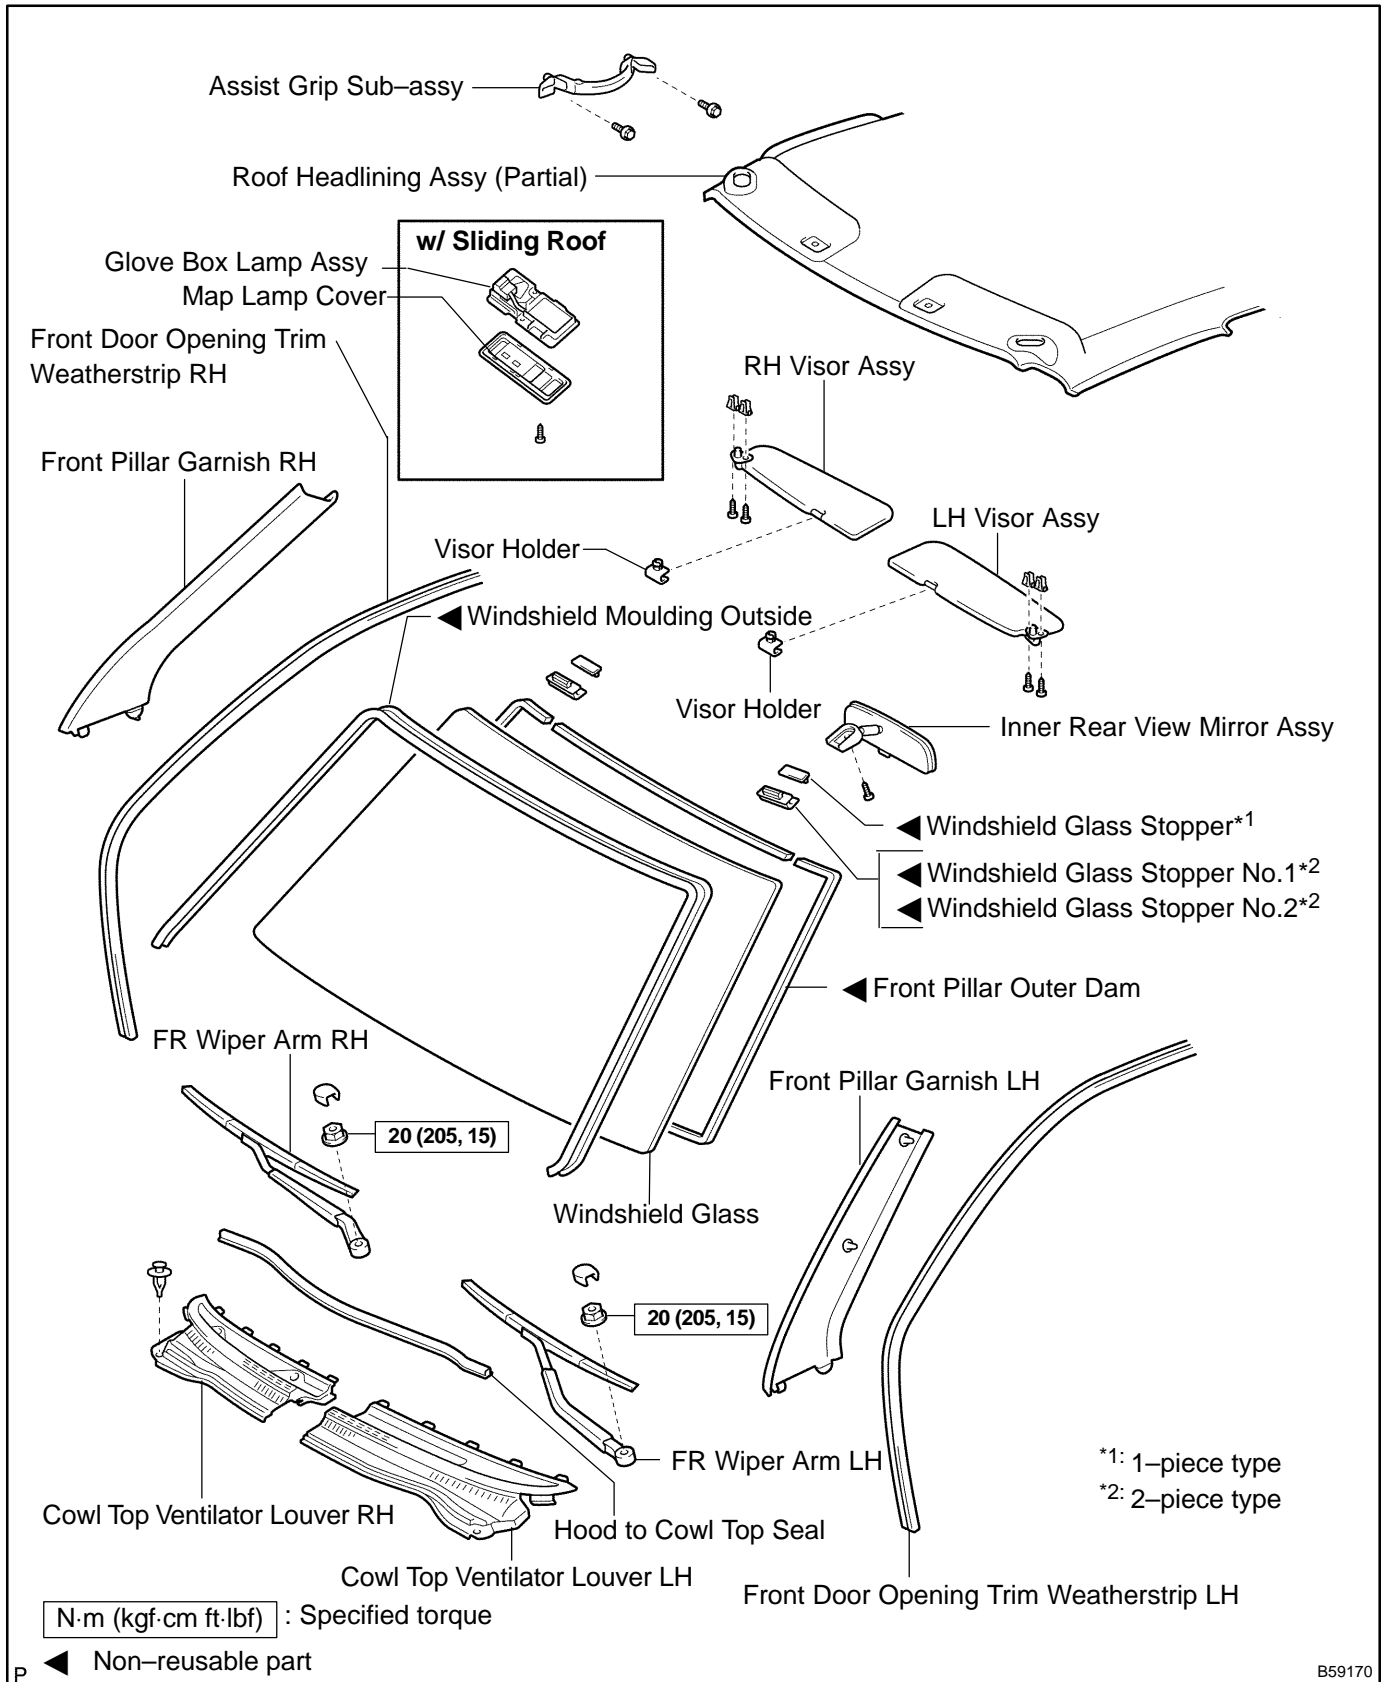 Assist Grip Sub–assy
Roof Headlining Assy (Partial)
w/ Sliding Roof
Glove Box Lamp Assy
Map Lamp Cover
Front Door Opening Trim
Weatherstrip RH
RH Visor Assy
Front Pillar Garnish RH
LH Visor Assy
Visor Holder
◀ Windshield Moulding Outside
Visor Holder
Inner Rear View Mirror Assy
◀ Windshield Glass Stopper*1
◀ Windshield Glass Stopper No.1*2
◀ Windshield Glass Stopper No.2*2
◀ Front Pillar Outer Dam
FR Wiper Arm RH
Front Pillar Garnish LH
20 (205, 15)
Windshield Glass
20 (205, 15)
FR Wiper Arm LH
*1: 1–piece type
*2: 2–piece type
Cowl Top Ventilator Louver RH
Hood to Cowl Top Seal
Cowl Top Ventilator Louver LH
Front Door Opening Trim Weatherstrip LH
N·m (kgf·cm ft·lbf) : Specified torque
◀ Non–reusable part
P
B59170